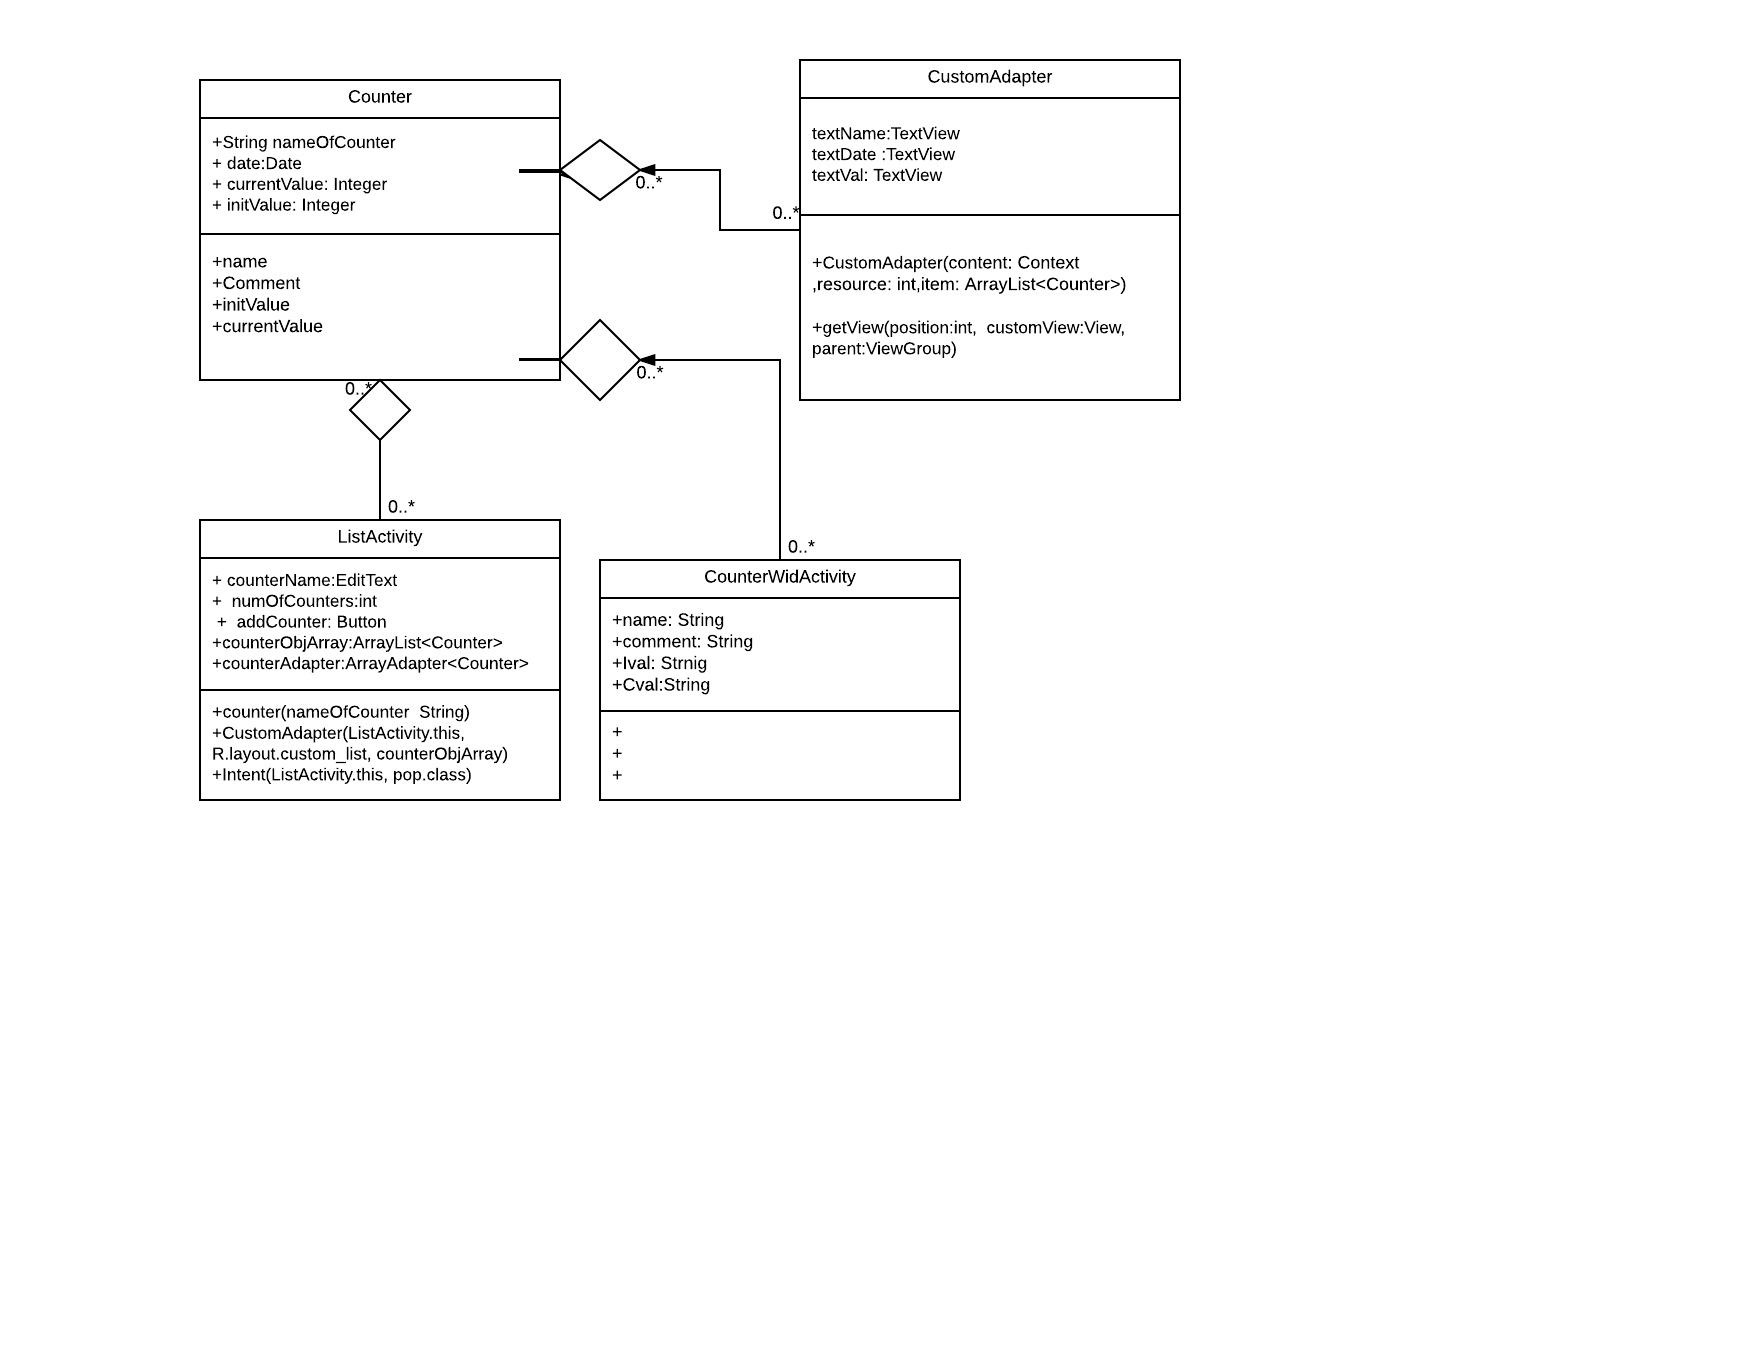 Counter
+String nameOfCounter
+ date:Date
+ currentValue: Integer
+ initValue: Integer
+name
+Comment
+initValue
+currentValue
0..*
0..*
0..*
CustomAdapter
textName:TextView
textDate :TextView
textVal: TextView
+CustomAdapter(content: Context
,resource: int,item: ArrayList<Counter>)
+getView(position:int,  customView:View,
parent:ViewGroup)
0..*
0..*
ListActivity
+ counterName:EditText
+  numOfCounters:int
+  addCounter: Button
+counterObjArray:ArrayList<Counter>
+counterAdapter:ArrayAdapter<Counter>
+counter(nameOfCounter  String)
+CustomAdapter(ListActivity.this,
R.layout.custom_list, counterObjArray)
+Intent(ListActivity.this, pop.class)
0..*
CounterWidActivity
+name: String
+comment: String
+Ival: Strnig
+Cval:String
+
+
+